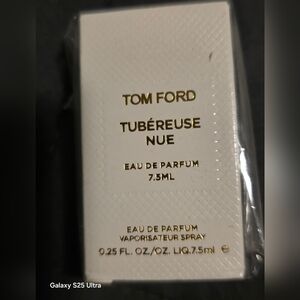 TOM FORD
TUBÉREUSE
NUE
EAU DE PARFUM
7.5ML
EAU DE PARFUM
VAPORISATEUR SPRAY
0.25 FL. OZ./OZ. LIQ.7.5ml e
Galaxy S25 Ultra